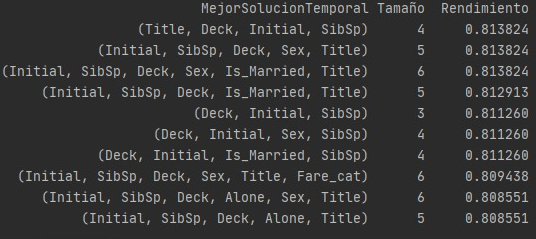 MejorSolucionTemporal Tamaño Rendimiento
(Title, Deck, Initial, SibSp) 4 0.813824
(Initial, SibSp, Deck, Sex, Title) 5 0.813824
(Initial, SibSp, Deck, Sex, Is_Married, Title) 6 0.813824
(Initial, SibSp, Deck, Is_Married, Title) 5 0.812913
(Deck, Initial, SibSp) 3 0.811260
(Deck, Initial, Sex, SibSp) 4 0.811260
(Deck, Initial, Is_Married, SibSp) 4 0.811260
(Initial, SibSp, Deck, Sex, Title, Fare_cat) 6 0.809438
(Initial, SibSp, Deck, Alone, Sex, Title) 6 0.808551
(Initial, SibSp, Deck, Alone, Title) 5 0.808551